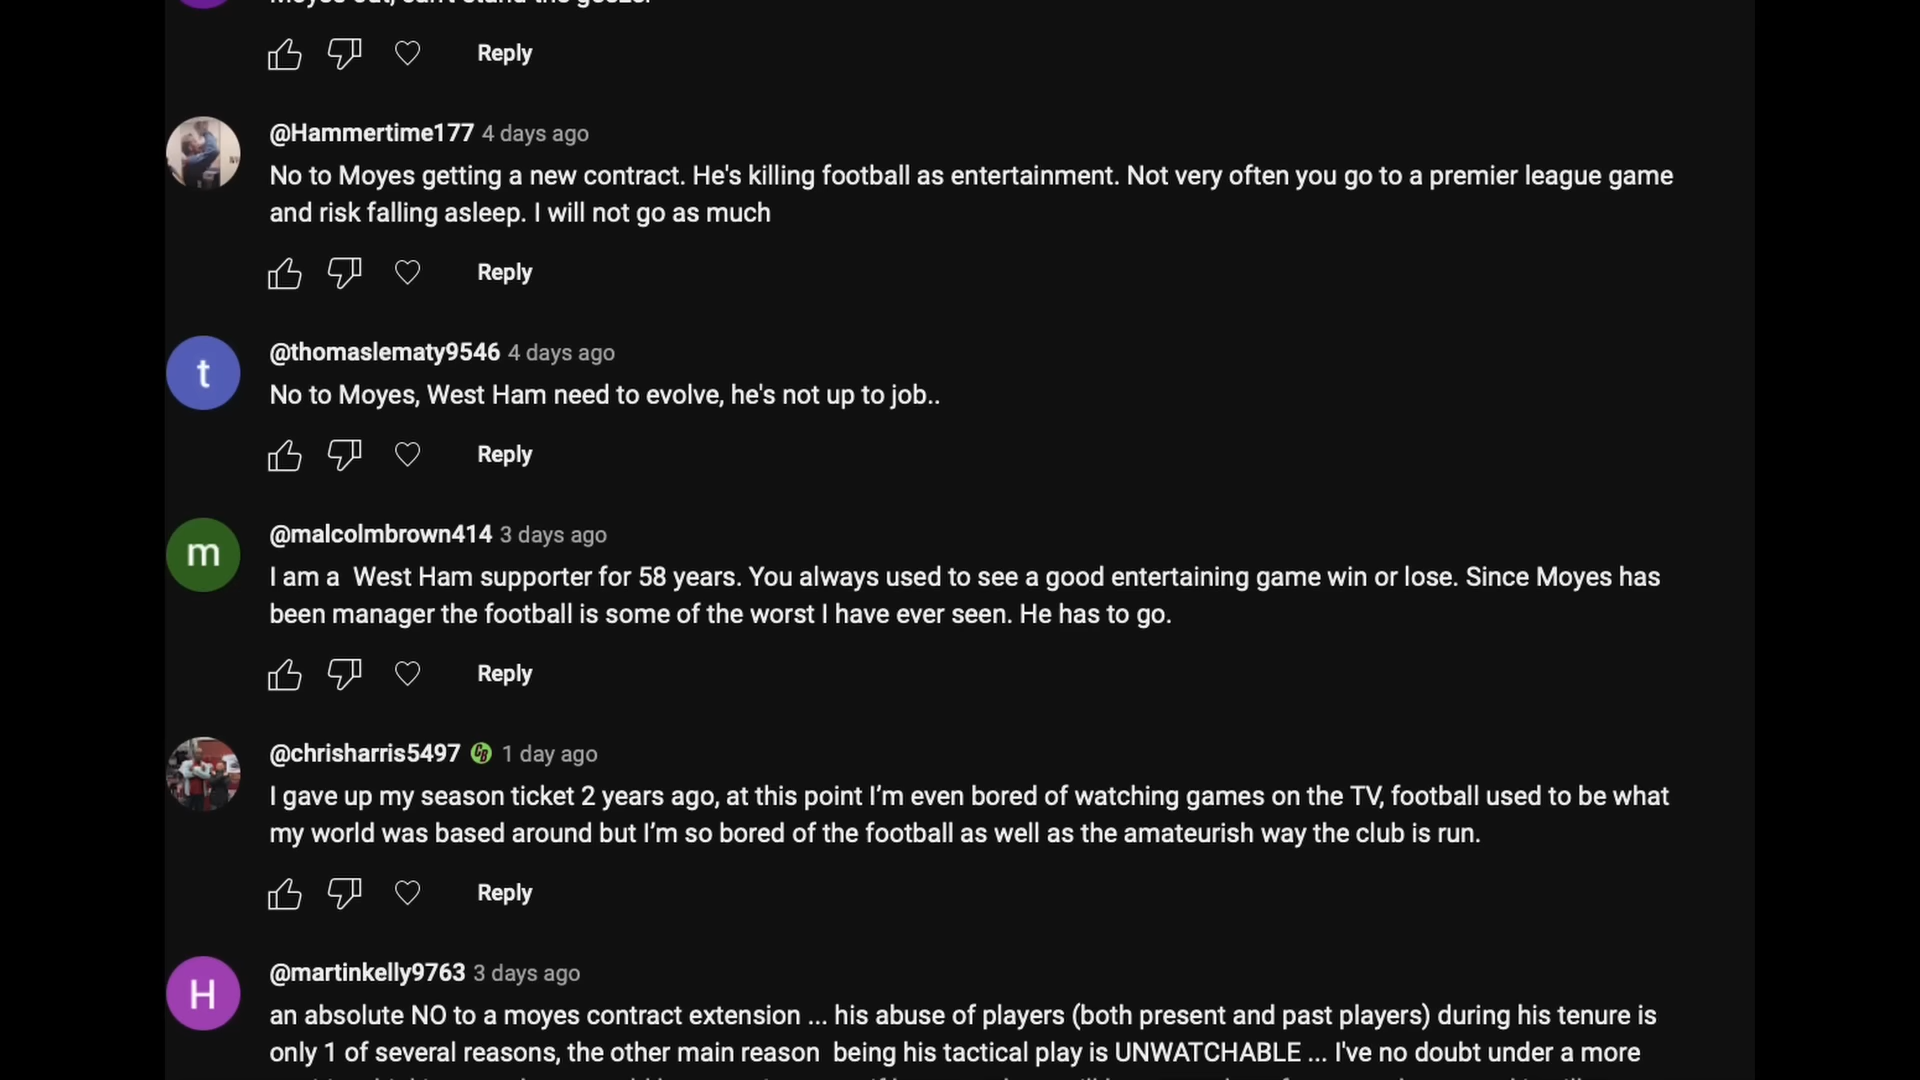 Moyes out, can't stand the geezer
Reply
@Hammertime177 4 days ago
No to Moyes getting a new contract. He's killing football as entertainment. Not very often you go to a premier league game
and risk falling asleep. I will not go as much
Reply
t
@thomaslematy9546 4 days ago
No to Moyes, West Ham need to evolve, he's not up to job..
Reply
m
@malcolmbrown414 3 days ago
I am a  West Ham supporter for 58 years. You always used to see a good entertaining game win or lose. Since Moyes has
been manager the football is some of the worst I have ever seen. He has to go.
Reply
@chrisharris5497 CB 1 day ago
I gave up my season ticket 2 years ago, at this point I’m even bored of watching games on the TV, football used to be what
my world was based around but I’m so bored of the football as well as the amateurish way the club is run.
Reply
H
@martinkelly9763 3 days ago
an absolute NO to a moyes contract extension ... his abuse of players (both present and past players) during his tenure is
only 1 of several reasons, the other main reason  being his tactical play is UNWATCHABLE ... I've no doubt under a more